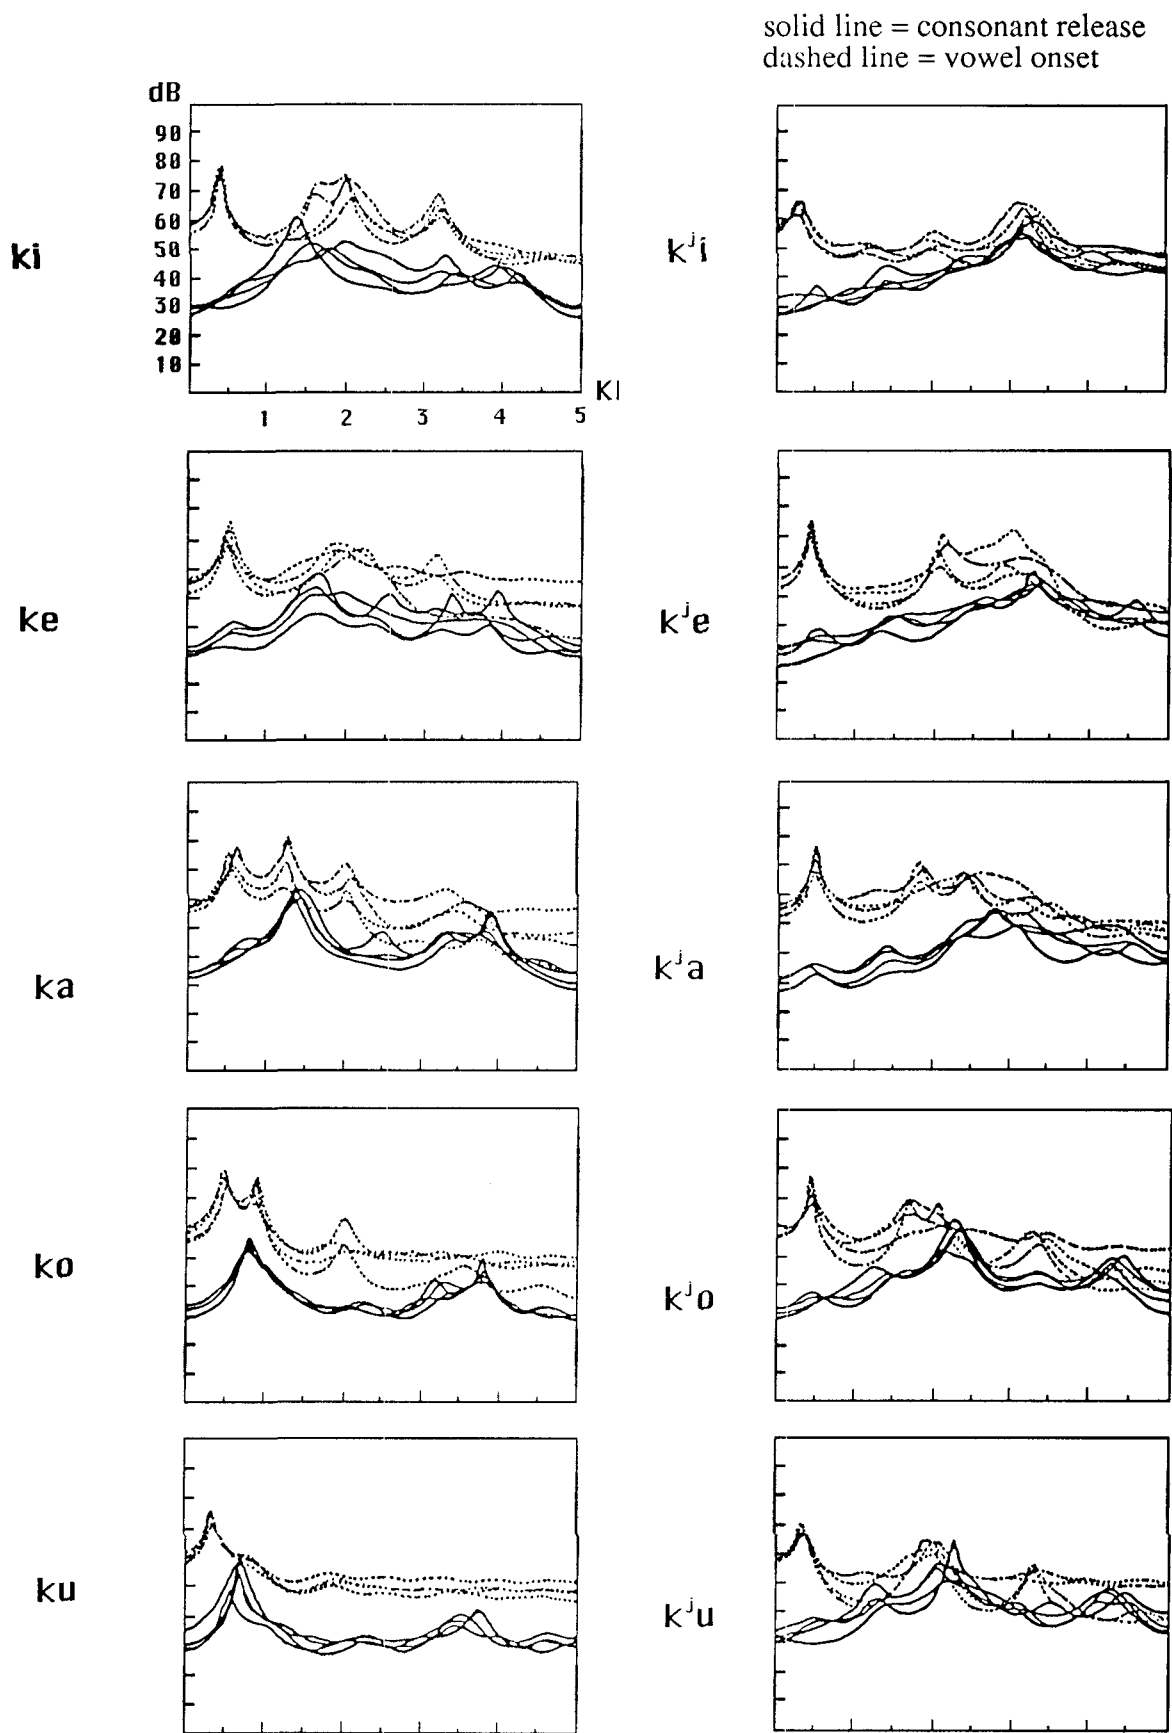 solid line = consonant release
dashed line = vowel onset
dB
90
80
70
60
50
40
30
20
10
1 2 3 4 5
ki kʲi
ke kʲe
ka kʲa
ko kʲo
ku kʲu